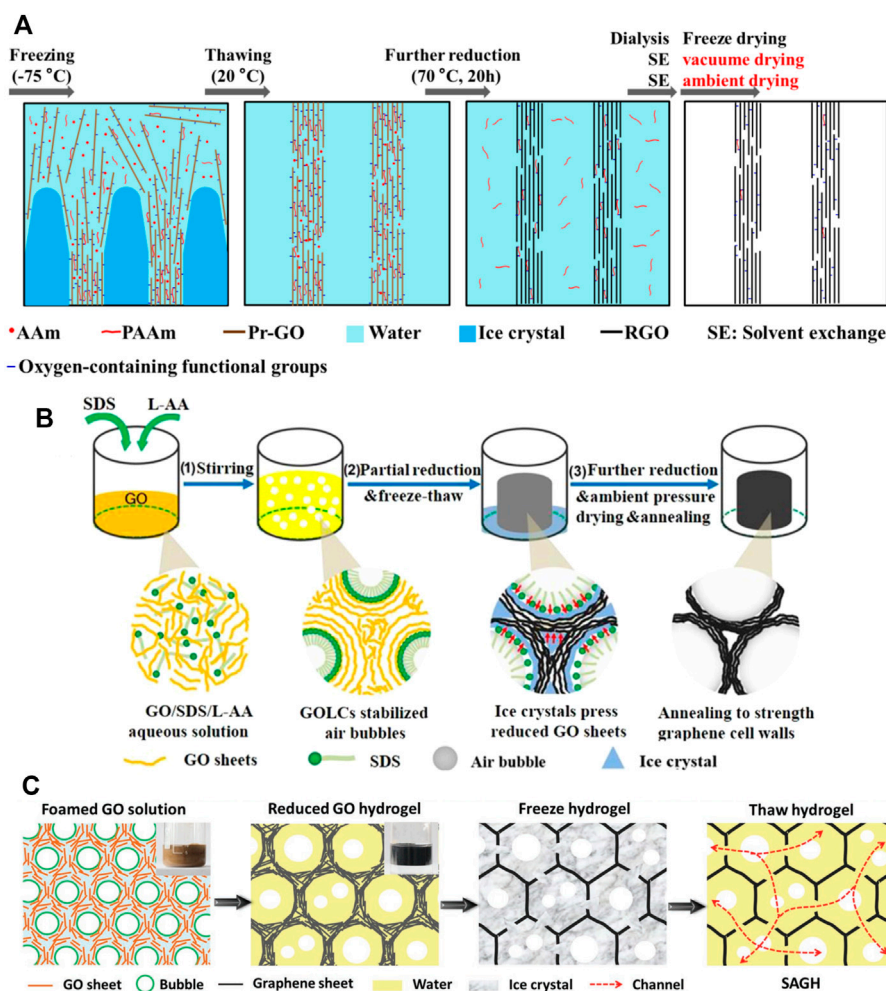 A
Freezing
(-75 °C)
Thawing
(20 °C)
Further reduction
(70 °C, 20h)
Dialysis
SE
SE
Freeze drying
vacuume drying
ambient drying
AAm
PAAm
Pr-GO
Water
Ice crystal
RGO
SE: Solvent exchange
Oxygen-containing functional groups
B
SDS
L-AA
GO
(1)Stirring
(2)Partial reduction
&freeze-thaw
(3) Further reduction
&ambient pressure
drying &annealing
GO/SDS/L-AA
aqueous solution
GOLCs stabilized
air bubbles
Ice crystals press
reduced GO sheets
Annealing to strength
graphene cell walls
GO sheets
SDS
Air bubble
Ice crystal
C
Foamed GO solution
Reduced GO hydrogel
Freeze hydrogel
Thaw hydrogel
GO sheet
Bubble
Graphene sheet
Water
Ice crystal
Channel
SAGH